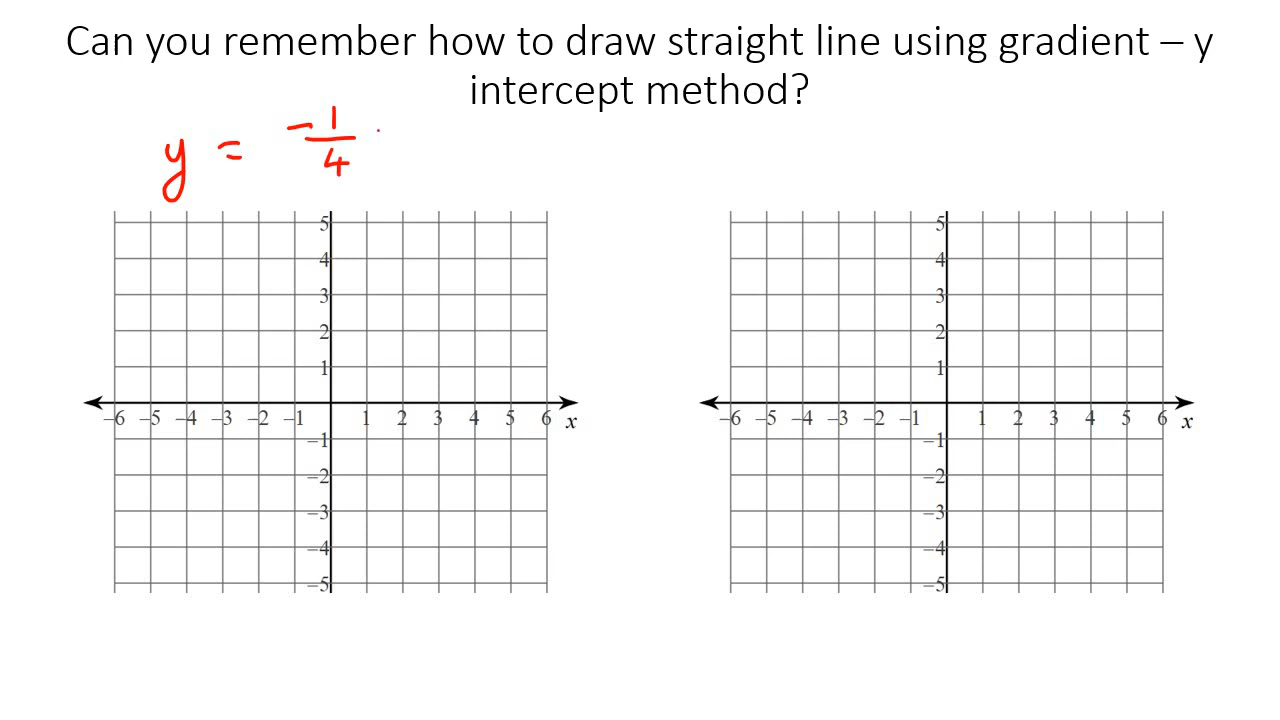 Can you remember how to draw straight line using gradient – y
intercept method?
y = -1/4
5 5
4 4
3 3
2 2
1 1
–6 –5 –4 –3 –2 –1 1 2 3 4 5 6 x –6 –5 –4 –3 –2 –1 1 2 3 4 5 6 x
–1 –1
–2 –2
–3 –3
–4 –4
–5 –5